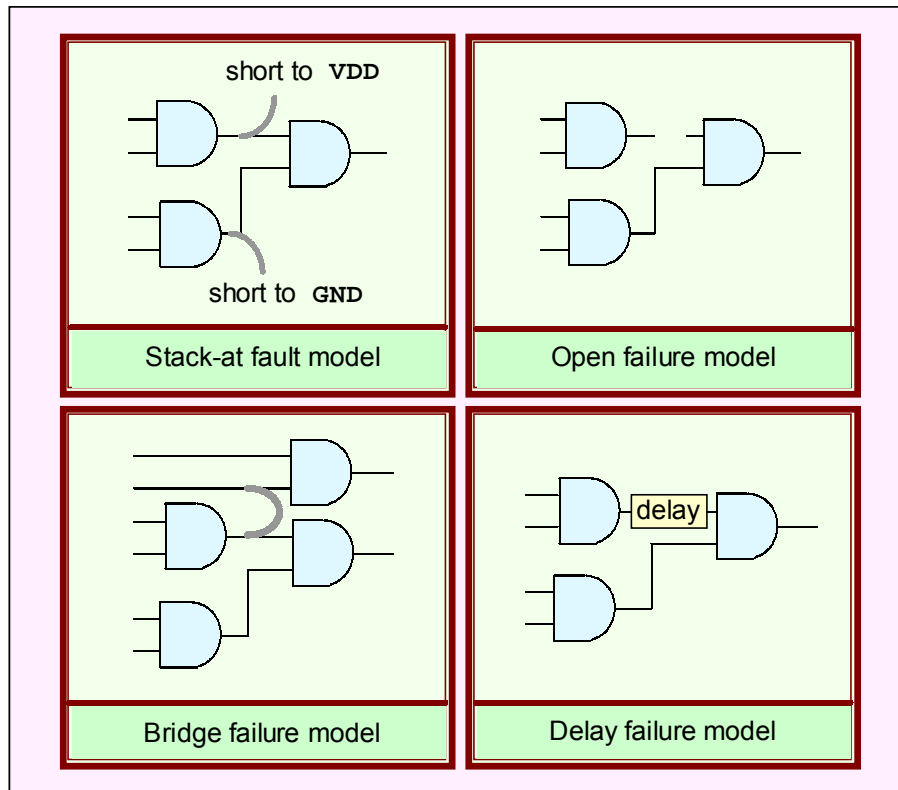 short to VDD
short to GND
Stack-at fault model
Open failure model
Bridge failure model
delay
Delay failure model